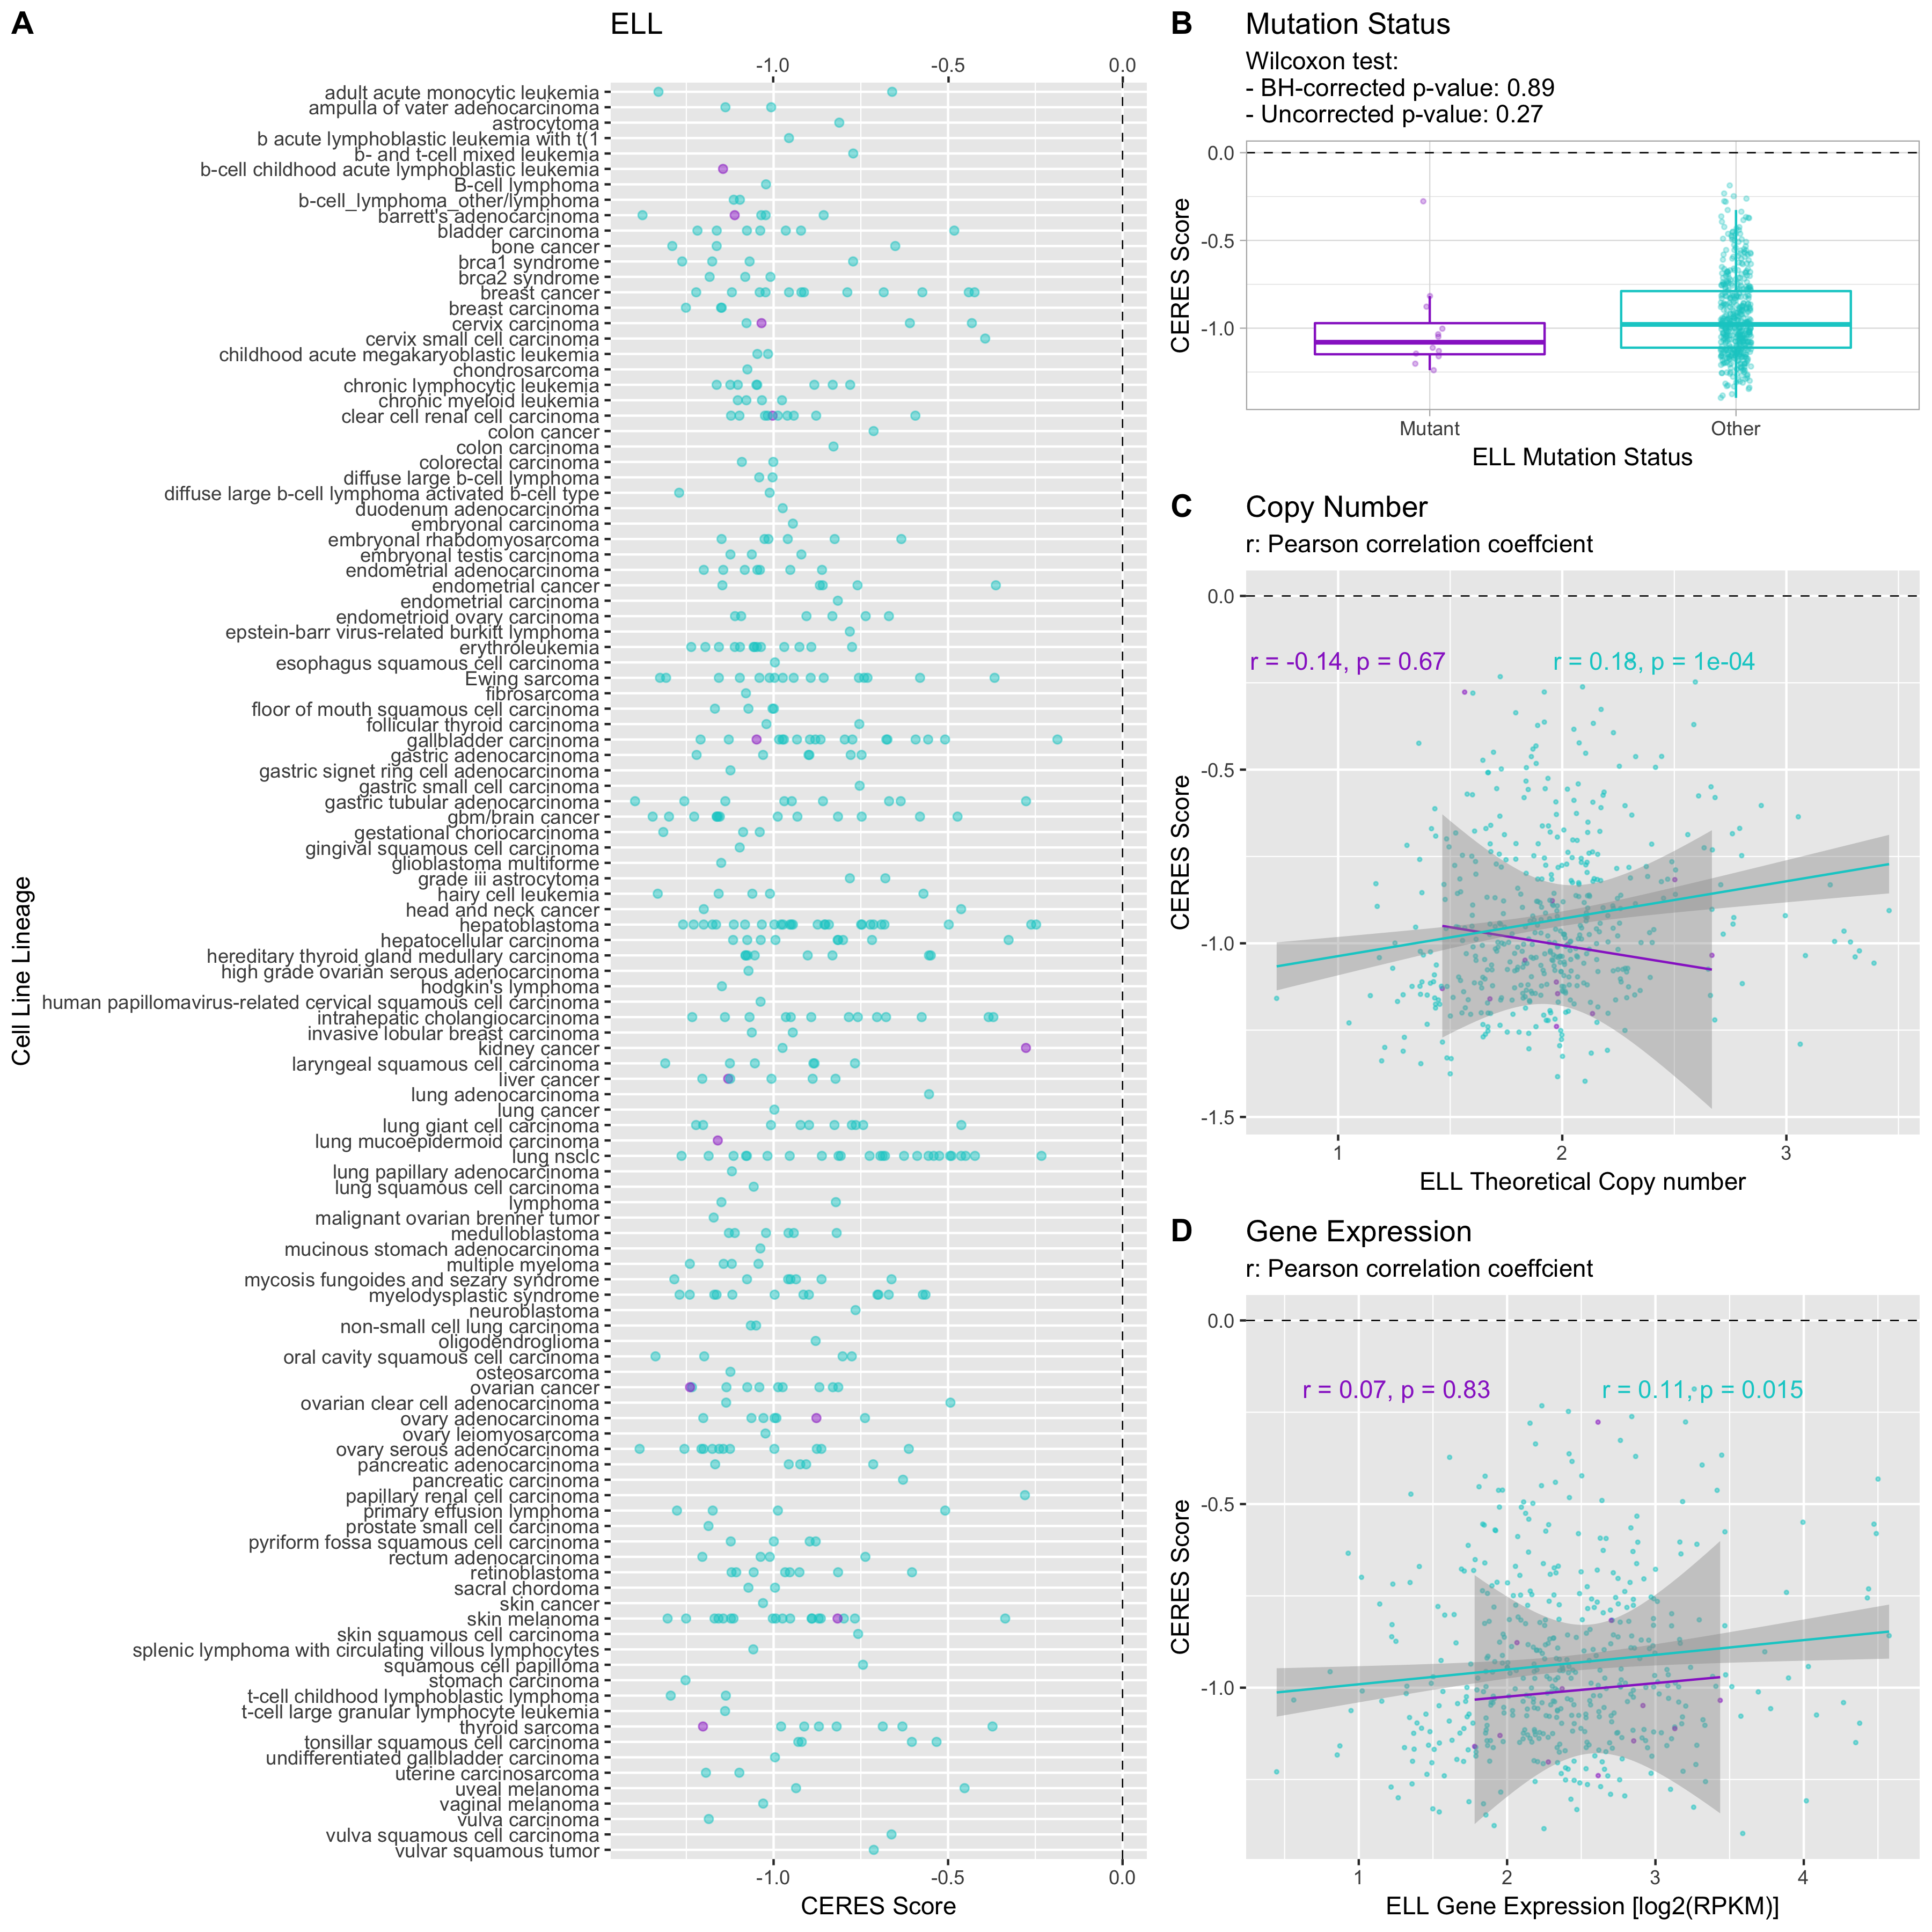 A
ELL
-1.0 -0.5 0.0
adult acute monocytic leukemia
ampulla of vater adenocarcinoma
astrocytoma
b acute lymphoblastic leukemia with t(1
b- and t-cell mixed leukemia
b-cell childhood acute lymphoblastic leukemia
B-cell lymphoma
b-cell_lymphoma_other/lymphoma
barrett's adenocarcinoma
bladder carcinoma
bone cancer
brca1 syndrome
brca2 syndrome
breast cancer
breast carcinoma
cervix carcinoma
cervix small cell carcinoma
childhood acute megakaryoblastic leukemia
chondrosarcoma
chronic lymphocytic leukemia
chronic myeloid leukemia
clear cell renal cell carcinoma
colon cancer
colon carcinoma
colorectal carcinoma
diffuse large b-cell lymphoma
diffuse large b-cell lymphoma activated b-cell type
duodenum adenocarcinoma
embryonal carcinoma
embryonal rhabdomyosarcoma
embryonal testis carcinoma
endometrial adenocarcinoma
endometrial cancer
endometrial carcinoma
endometrioid ovary carcinoma
epstein-barr virus-related burkitt lymphoma
erythroleukemia
esophagus squamous cell carcinoma
Ewing sarcoma
fibrosarcoma
floor of mouth squamous cell carcinoma
follicular thyroid carcinoma
gallbladder carcinoma
gastric adenocarcinoma
gastric signet ring cell adenocarcinoma
gastric small cell carcinoma
gastric tubular adenocarcinoma
gbm/brain cancer
gestational choriocarcinoma
gingival squamous cell carcinoma
glioblastoma multiforme
grade iii astrocytoma
hairy cell leukemia
head and neck cancer
hepatoblastoma
hepatocellular carcinoma
hereditary thyroid gland medullary carcinoma
high grade ovarian serous adenocarcinoma
hodgkin's lymphoma
human papillomavirus-related cervical squamous cell carcinoma
intrahepatic cholangiocarcinoma
invasive lobular breast carcinoma
kidney cancer
laryngeal squamous cell carcinoma
liver cancer
lung adenocarcinoma
lung cancer
lung giant cell carcinoma
lung mucoepidermoid carcinoma
lung nsclc
lung papillary adenocarcinoma
lung squamous cell carcinoma
lymphoma
malignant ovarian brenner tumor
medulloblastoma
mucinous stomach adenocarcinoma
multiple myeloma
mycosis fungoides and sezary syndrome
myelodysplastic syndrome
neuroblastoma
non-small cell lung carcinoma
oligodendroglioma
oral cavity squamous cell carcinoma
osteosarcoma
ovarian cancer
ovarian clear cell adenocarcinoma
ovary adenocarcinoma
ovary leiomyosarcoma
ovary serous adenocarcinoma
pancreatic adenocarcinoma
pancreatic carcinoma
papillary renal cell carcinoma
primary effusion lymphoma
prostate small cell carcinoma
pyriform fossa squamous cell carcinoma
rectum adenocarcinoma
retinoblastoma
sacral chordoma
skin cancer
skin melanoma
skin squamous cell carcinoma
splenic lymphoma with circulating villous lymphocytes
squamous cell papilloma
stomach carcinoma
t-cell childhood lymphoblastic lymphoma
t-cell large granular lymphocyte leukemia
thyroid sarcoma
tonsillar squamous cell carcinoma
undifferentiated gallbladder carcinoma
uterine carcinosarcoma
uveal melanoma
vaginal melanoma
vulva carcinoma
vulva squamous cell carcinoma
vulvar squamous tumor
-1.0 -0.5 0.0
CERES Score
Cell Line Lineage
B
Mutation Status
Wilcoxon test:
- BH-corrected p-value: 0.89
- Uncorrected p-value: 0.27
0.0
-0.5
-1.0
CERES Score
Mutant Other
ELL Mutation Status
C
Copy Number
r: Pearson correlation coeffcient
0.0
-0.5
-1.0
-1.5
CERES Score
r = -0.14, p = 0.67 r = 0.18, p = 1e-04
1 2 3
ELL Theoretical Copy number
D
Gene Expression
r: Pearson correlation coeffcient
0.0
-0.5
-1.0
CERES Score
r = 0.07, p = 0.83 r = 0.11, p = 0.015
1 2 3 4
ELL Gene Expression [log2(RPKM)]